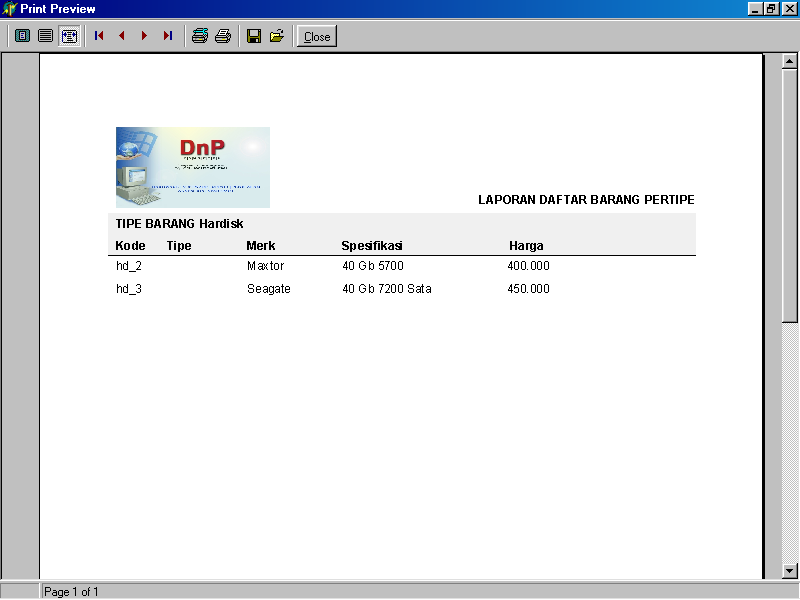 Print Preview
Close
DnP
LAPORAN DAFTAR BARANG PERTIPE
TIPE BARANG Hardisk
Kode Tipe Merk Spesifikasi Harga
hd_2 Maxtor 40 Gb 5700 400.000
hd_3 Seagate 40 Gb 7200 Sata 450.000
Page 1 of 1